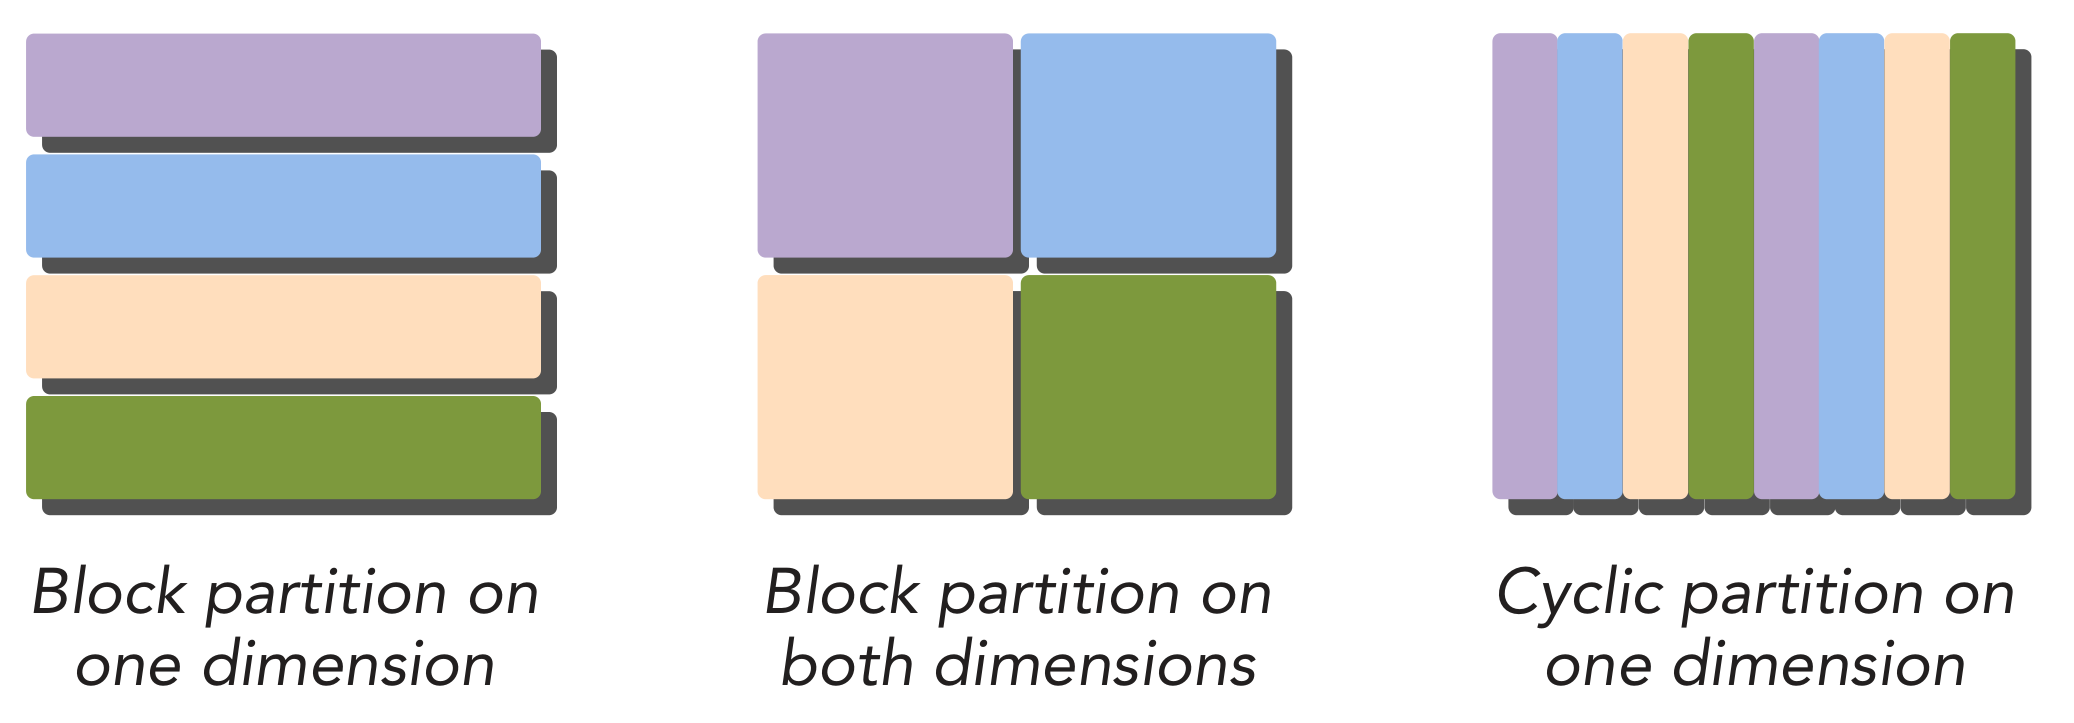 Block partition on
one dimension
Block partition on
both dimensions
Cyclic partition on
one dimension